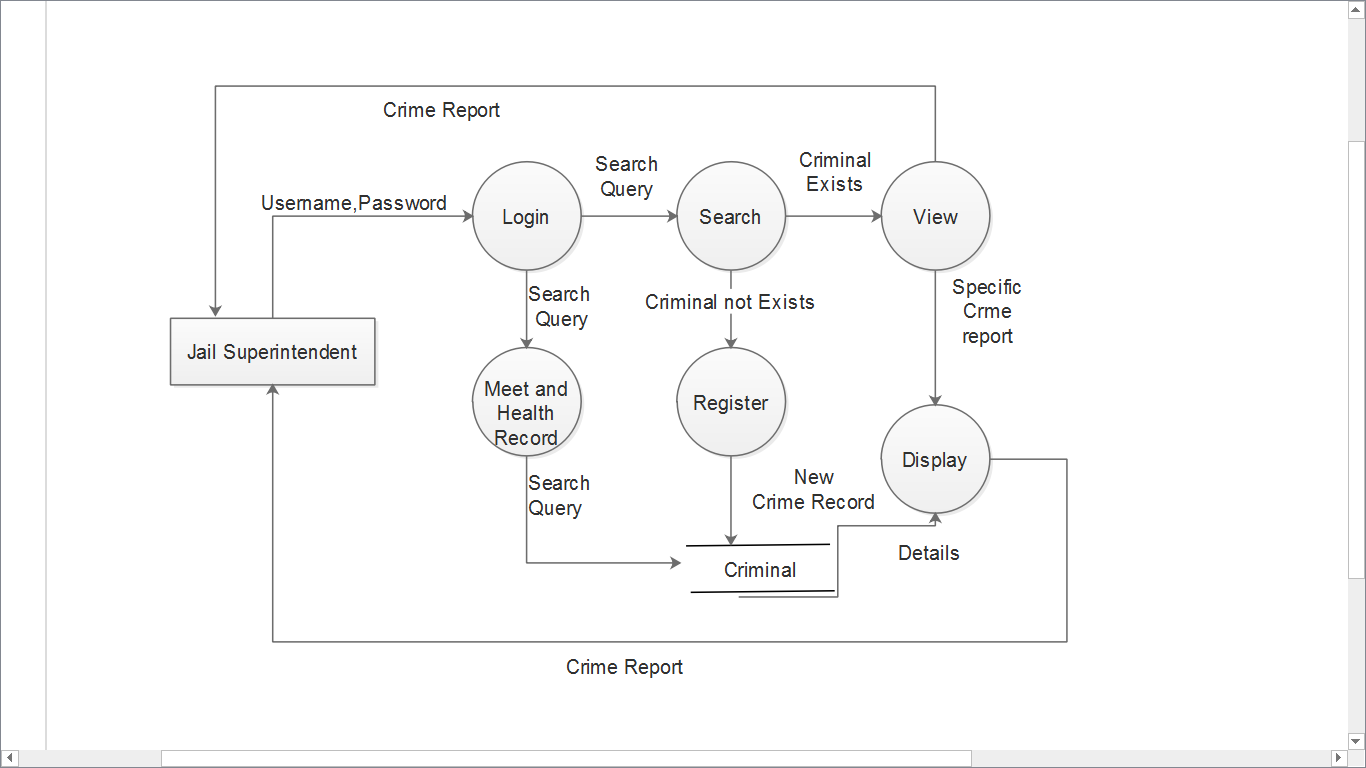 Crime Report
Search
Query
Criminal
Exists
Username,Password
Login
Search
View
Search
Query
Criminal not Exists
Specific
Crme
report
Jail Superintendent
Meet and
Health
Record
Register
Display
Search
Query
New
Crime Record
Details
Criminal
Crime Report